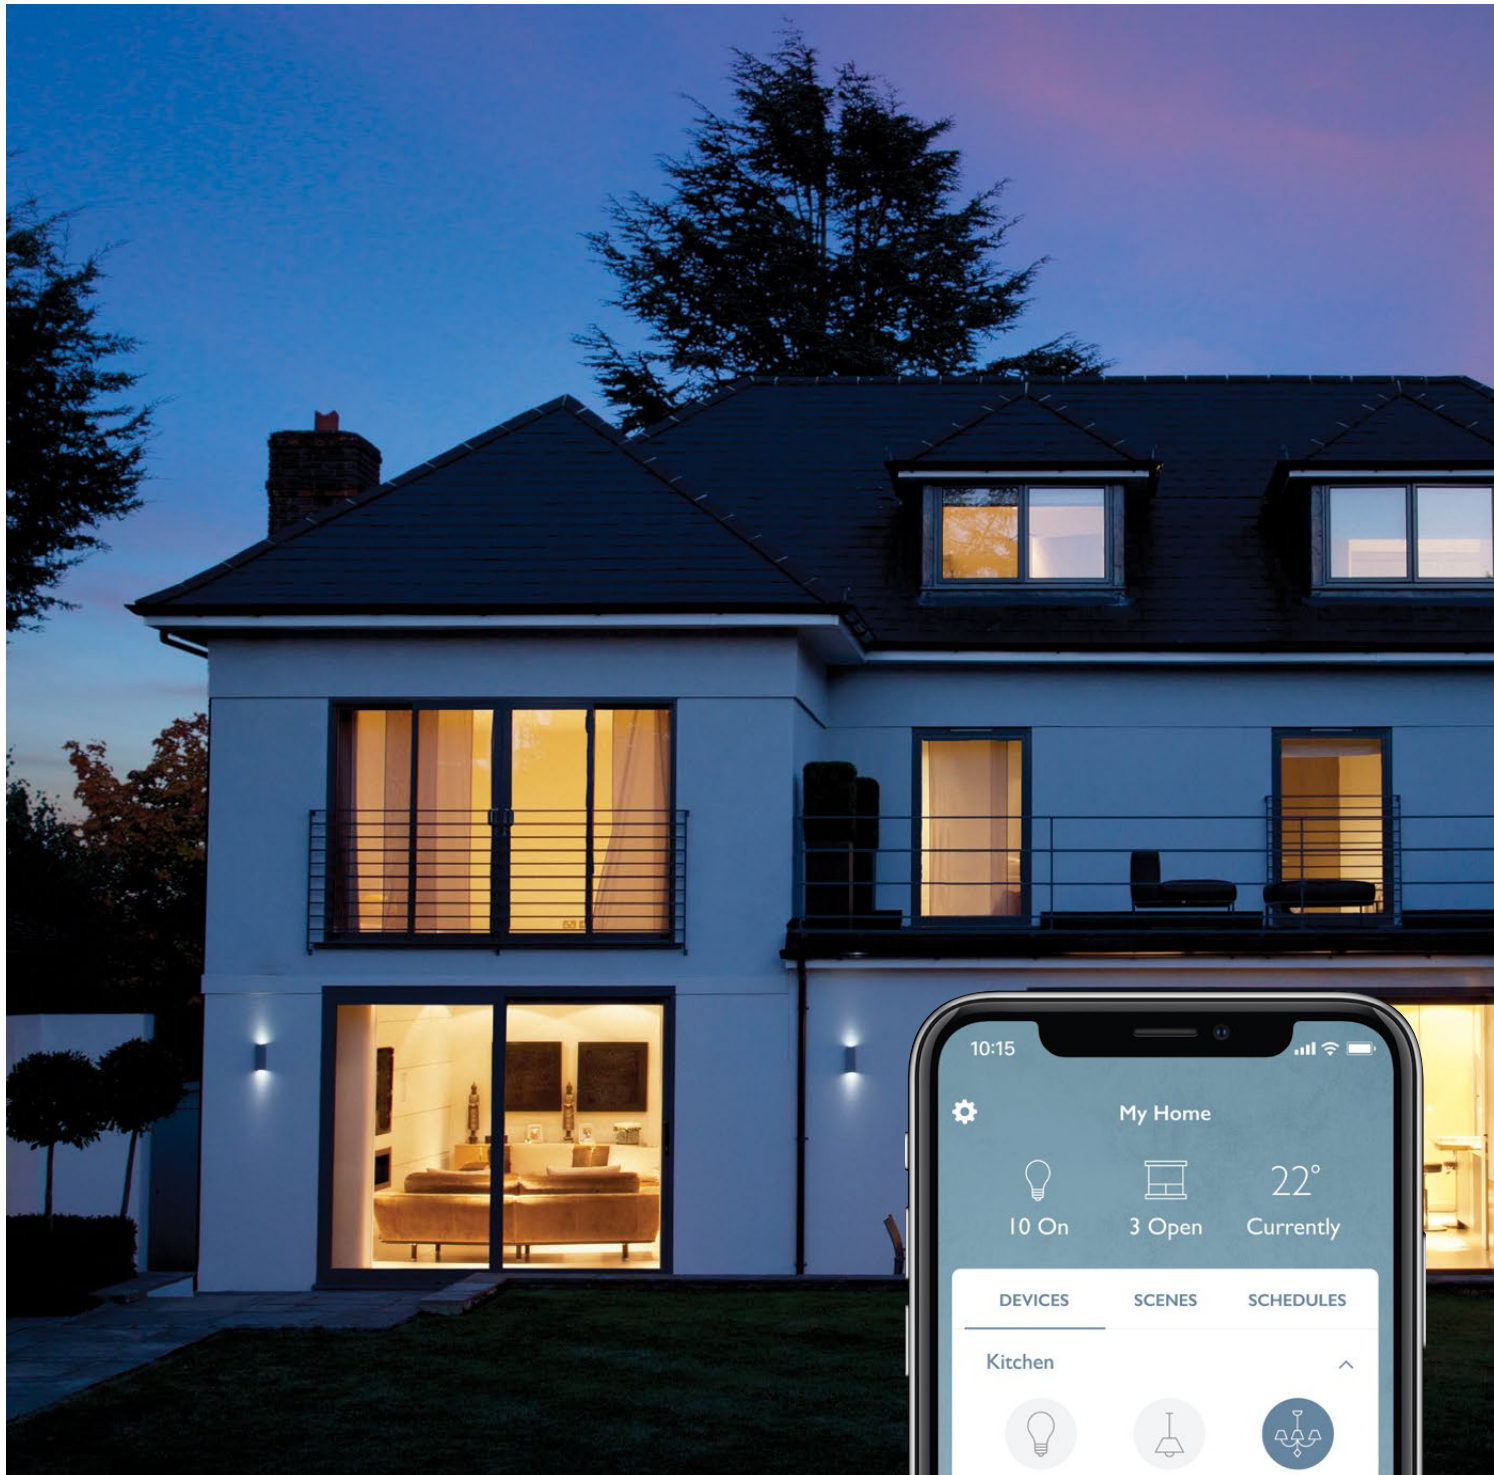 10:15
My Home
22°
10 On
3 Open
Currently
DEVICES
SCENES
SCHEDULES
Kitchen